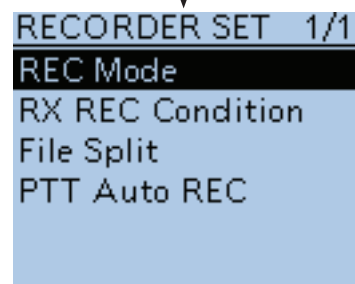 RECORDER SET 1/1
REC Mode
RX REC Condition
File Split
PTT Auto REC